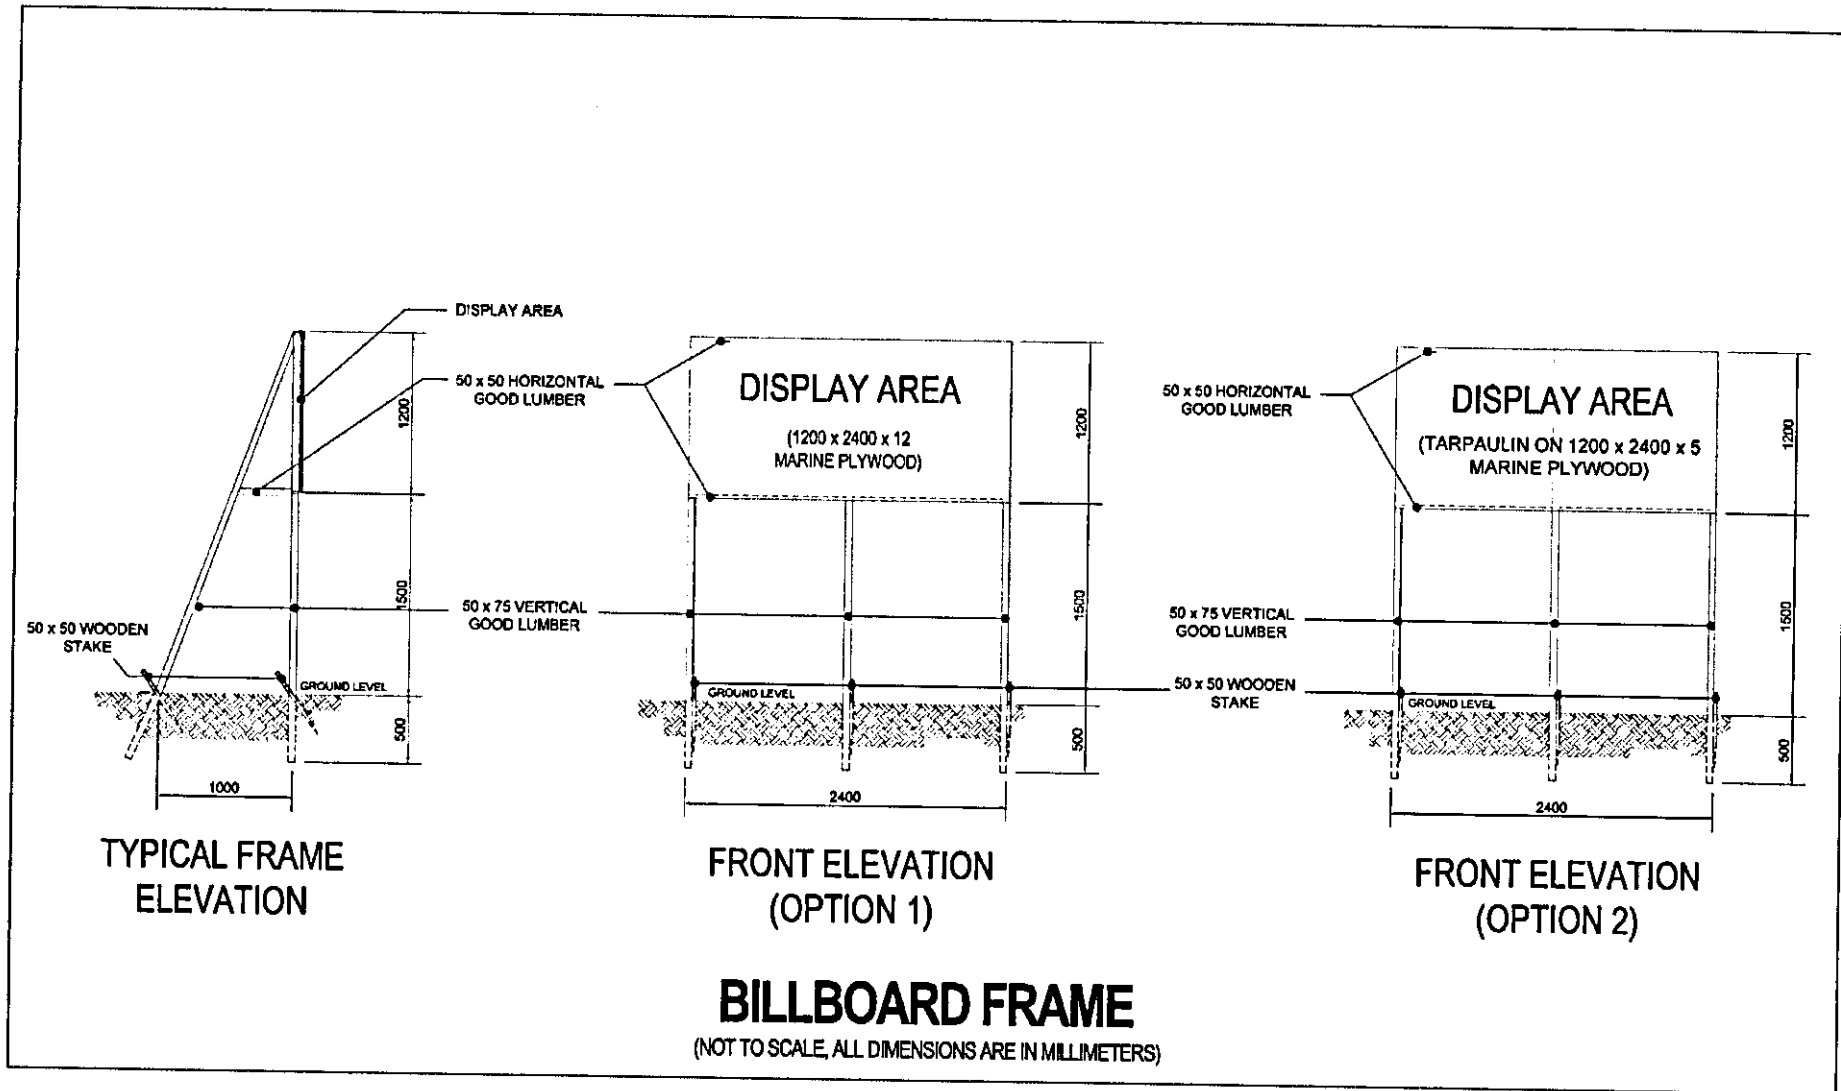 DISPLAY AREA
50 x 50 HORIZONTAL
GOOD LUMBER
1200
1500
50 x 75 VERTICAL
GOOD LUMBER
50 x 50 WOODEN
STAKE
GROUND LEVEL
500
1000
TYPICAL FRAME
ELEVATION
DISPLAY AREA
(1200 x 2400 x 12
MARINE PLYWOOD)
1200
1500
GROUND LEVEL
500
2400
FRONT ELEVATION
(OPTION 1)
50 x 50 HORIZONTAL
GOOD LUMBER
DISPLAY AREA
(TARPAULIN ON 1200 x 2400 x 5
MARINE PLYWOOD)
1200
50 x 75 VERTICAL
GOOD LUMBER
1500
50 x 50 WOODEN
STAKE
GROUND LEVEL
500
2400
FRONT ELEVATION
(OPTION 2)
BILLBOARD FRAME
(NOT TO SCALE, ALL DIMENSIONS ARE IN MILLIMETERS)